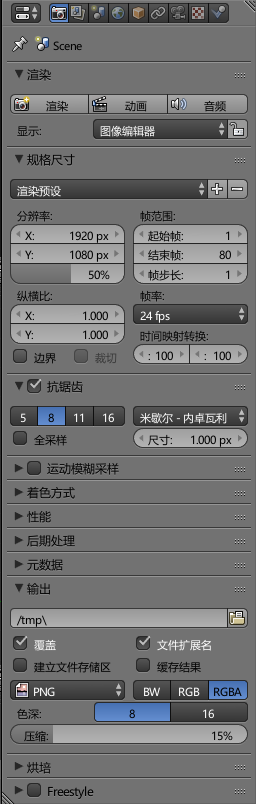 Scene
渲染
渲染 动画 音频
显示: 图像编辑器
规格尺寸
渲染预设
分辨率: 帧范围:
X: 1920 px 起始帧: 1
Y: 1080 px 结束帧: 80
50% 帧步长: 1
纵横比: 帧率:
X: 1.000 24 fps
Y: 1.000 时间映射转换:
边界 裁切 : 100 : 100
抗锯齿
5 8 11 16 米歇尔 - 内卓瓦利
全采样 尺寸: 1.000 px
运动模糊采样
着色方式
性能
后期处理
元数据
输出
/tmp\
覆盖 文件扩展名
建立文件存储区 缓存结果
PNG BW RGB RGBA
色深: 8 16
压缩: 15%
烘培
Freestyle